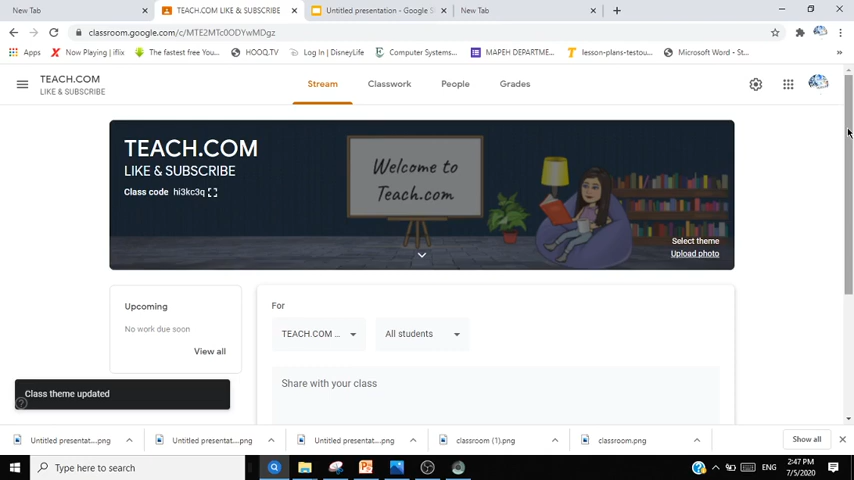 New Tab
TEACH.COM LIKE & SUBSCRIBE
Untitled presentation - Google S
New Tab
classroom.google.com/c/MTE2MTc0ODYwMDgz
Apps
Now Playing | iflix
The fastest free You...
HOOQ.TV
Log In | DisneyLife
Computer Systems...
MAPEH DEPARTME...
lesson-plans-testou...
Microsoft Word - St...
TEACH.COM
LIKE & SUBSCRIBE
Stream
Classwork
People
Grades
TEACH.COM
LIKE & SUBSCRIBE
Class code hi3kc3q
Welcome to
Teach.com
Select theme
Upload photo
Upcoming
No work due soon
View all
For
TEACH.COM ...
All students
Share with your class
Class theme updated
Untitled presentat....png
Untitled presentat....png
Untitled presentat....png
classroom (1).png
classroom.png
Show all
Type here to search
ENG
2:47 PM
7/5/2020